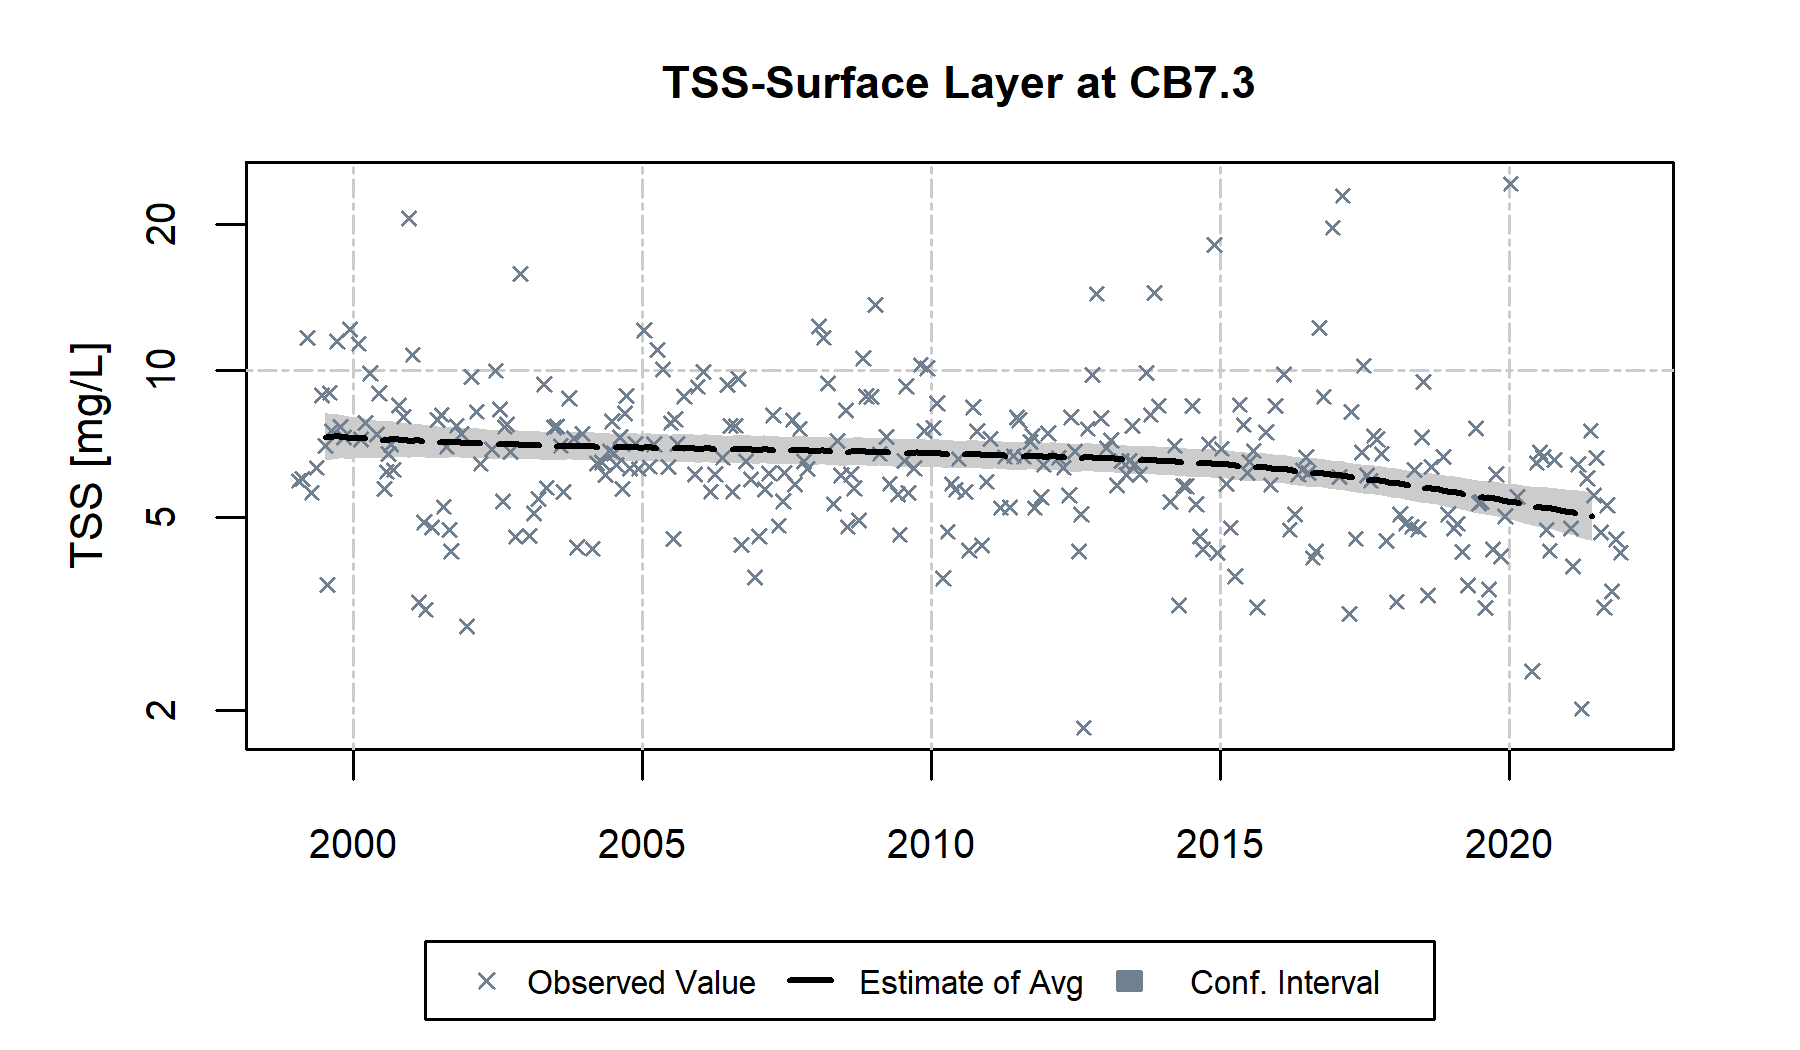 TSS-Surface Layer at CB7.3
TSS [mg/L]
20
10
5
2
2000 2005 2010 2015 2020
Observed Value Estimate of Avg Conf. Interval